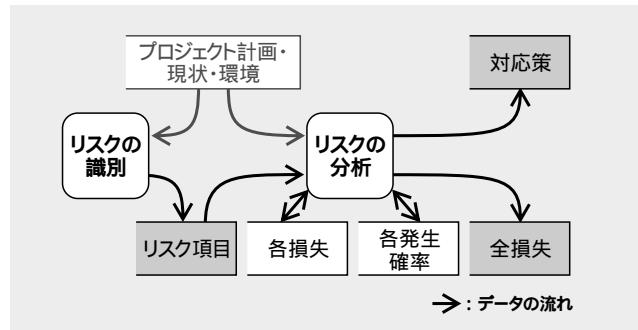 プロジェクト計画・
現状・環境
対応策
リスクの
識別
リスクの
分析
リスク項目
各損失
各発生
確率
全損失
：データの流れ